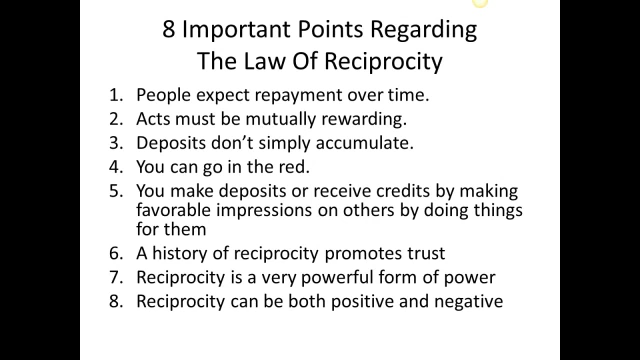 8 Important Points Regarding
The Law Of Reciprocity
1. People expect repayment over time.
2. Acts must be mutually rewarding.
3. Deposits don’t simply accumulate.
4. You can go in the red.
5. You make deposits or receive credits by making
favorable impressions on others by doing things
for them
6. A history of reciprocity promotes trust
7. Reciprocity is a very powerful form of power
8. Reciprocity can be both positive and negative